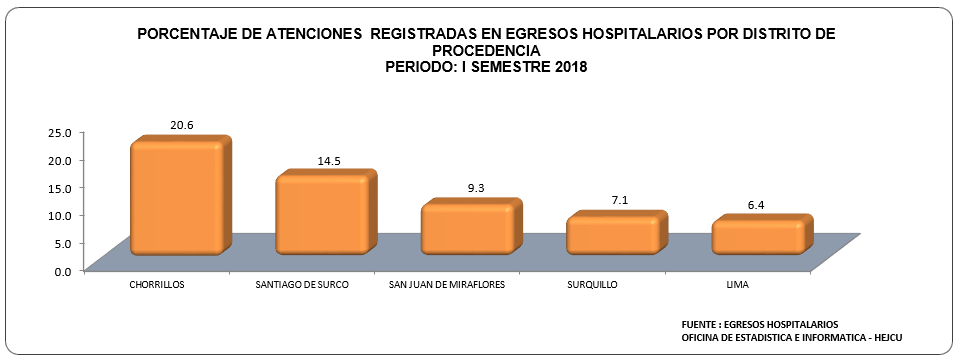 PORCENTAJE DE ATENCIONES REGISTRADAS EN EGRESOS HOSPITALARIOS POR DISTRITO DE
PROCEDENCIA
PERIODO: I SEMESTRE 2018
25.0
20.0
15.0
10.0
5.0
0.0
20.6
14.5
9.3
7.1
6.4
CHORRILLOS
SANTIAGO DE SURCO
SAN JUAN DE MIRAFLORES
SURQUILLO
LIMA
FUENTE : EGRESOS HOSPITALARIOS
OFICINA DE ESTADISTICA E INFORMATICA - HEJCU